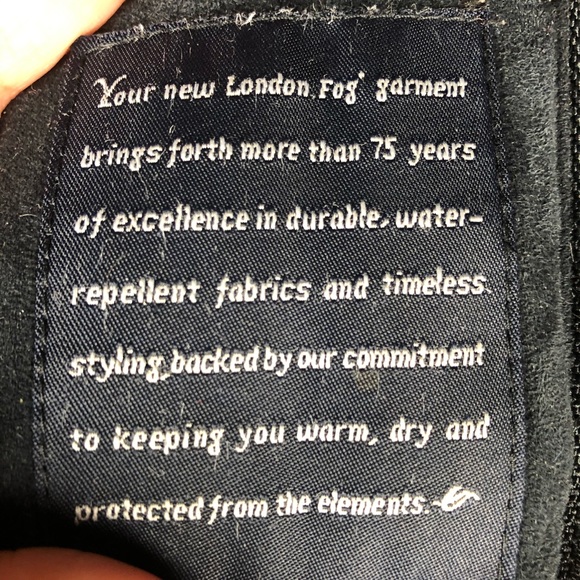 Your new London Fog® garment
brings forth more than 75 years
of excellence in durable, water-
repellent fabrics and timeless
styling, backed by our commitment
to keeping you warm, dry and
protected from the elements.